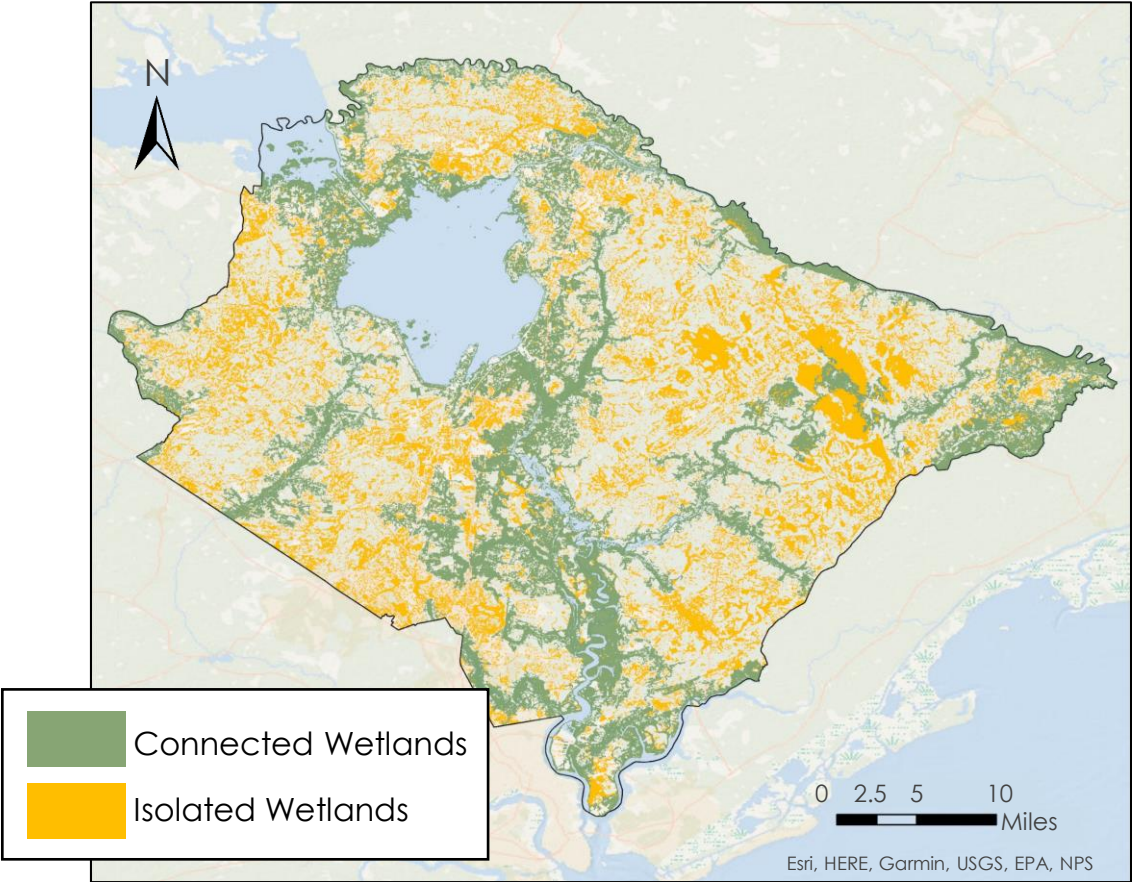 N
Connected Wetlands
Isolated Wetlands
0 2.5 5 10
Miles
Esri, HERE, Garmin, USGS, EPA, NPS